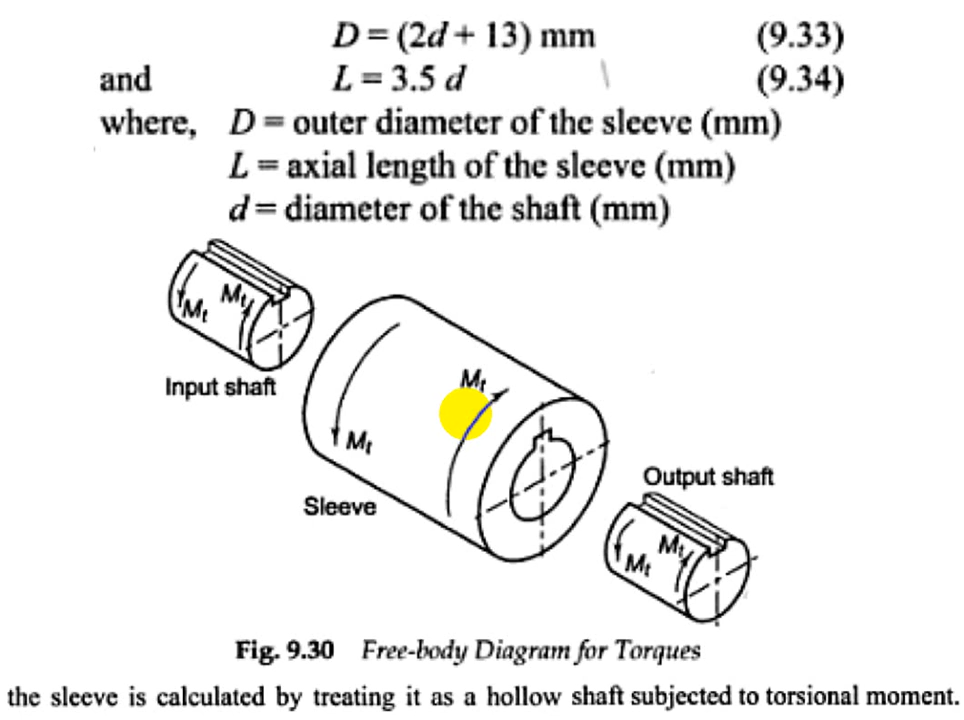 D = (2d + 13) mm (9.33)
and L = 3.5 d (9.34)
where, D = outer diameter of the sleeve (mm)
L = axial length of the sleeve (mm)
d = diameter of the shaft (mm)
Mt Mt
Input shaft
Mt
Mt
Sleeve
Output shaft
Mt
Mt
Fig. 9.30 Free-body Diagram for Torques
the sleeve is calculated by treating it as a hollow shaft subjected to torsional moment.